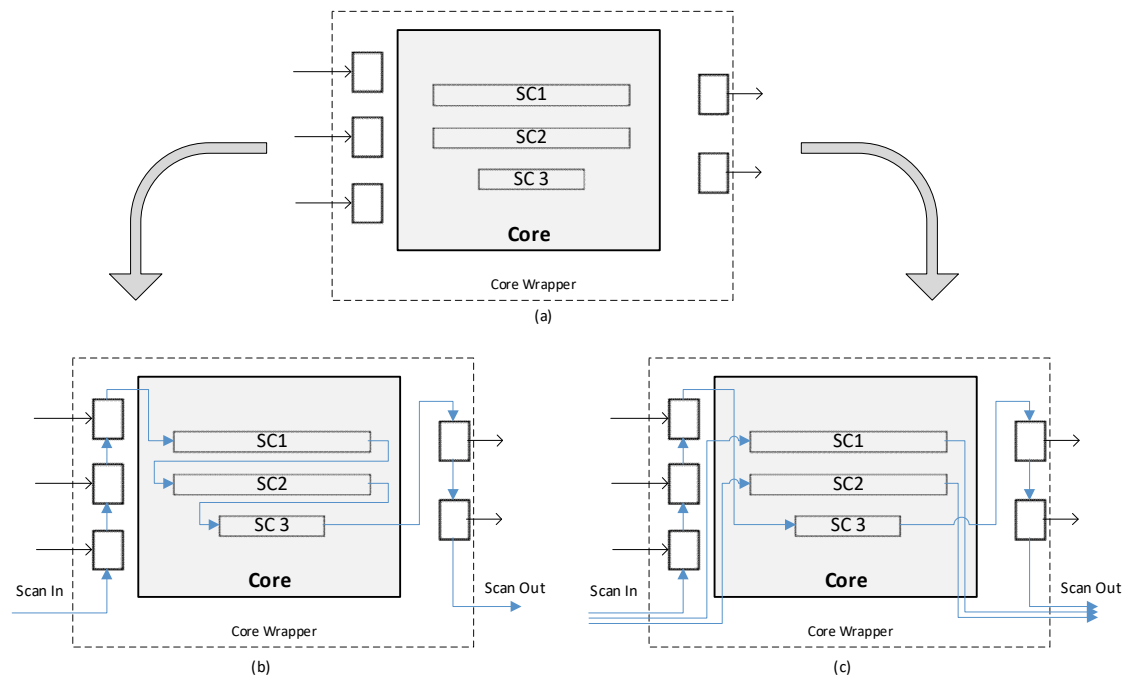 SC1
SC2
SC 3
Core
Core Wrapper
(a)
SC1
SC2
SC 3
Core
Scan In
Scan Out
Core Wrapper
(b)
SC1
SC2
SC 3
Core
Scan In
Scan Out
Core Wrapper
(c)